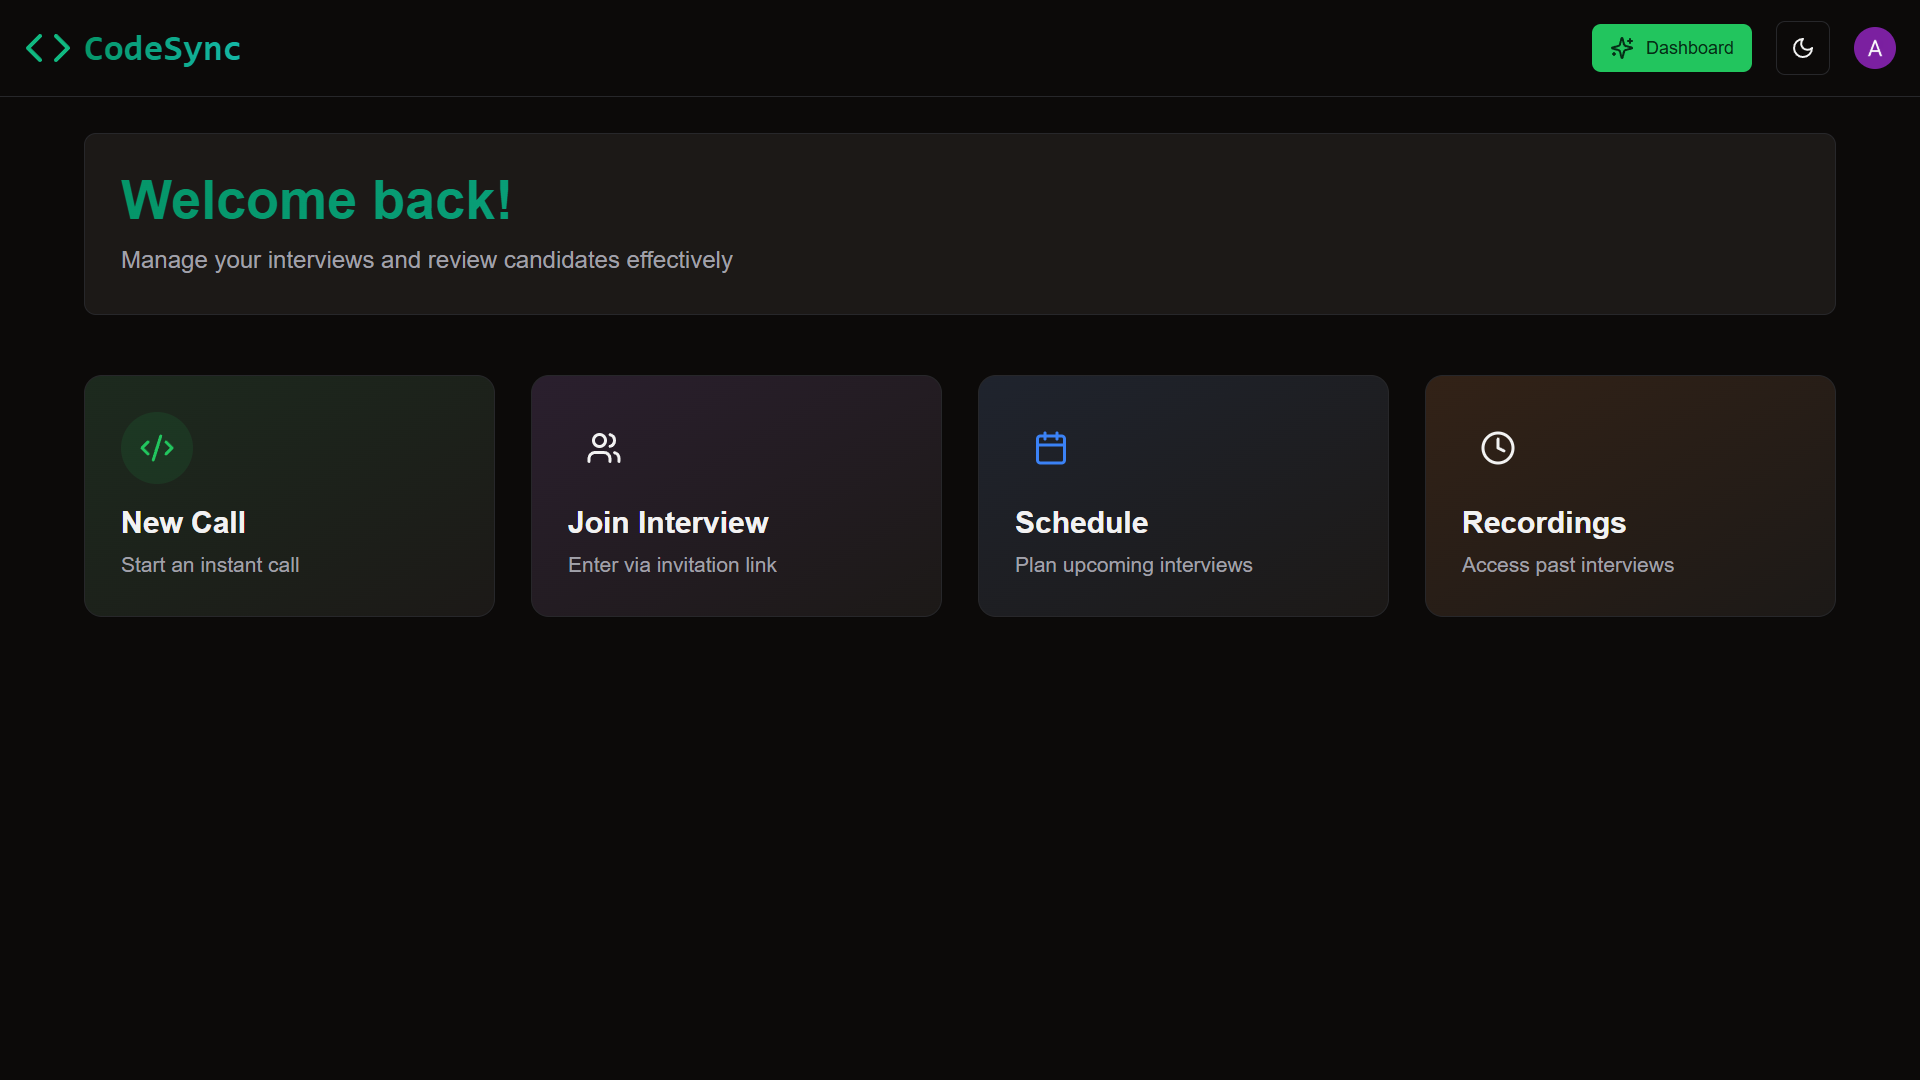 CodeSync
Dashboard
A
Welcome back!
Manage your interviews and review candidates effectively
New Call
Start an instant call
Join Interview
Enter via invitation link
Schedule
Plan upcoming interviews
Recordings
Access past interviews